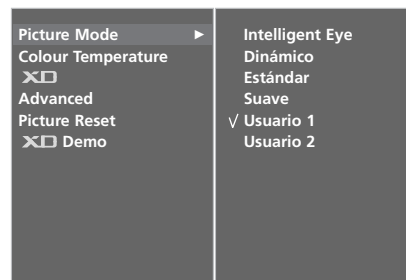 Picture Mode ►
Colour Temperature
XD
Advanced
Picture Reset
XD Demo
Intelligent Eye
Dinámico
Estándar
Suave
√ Usuario 1
Usuario 2